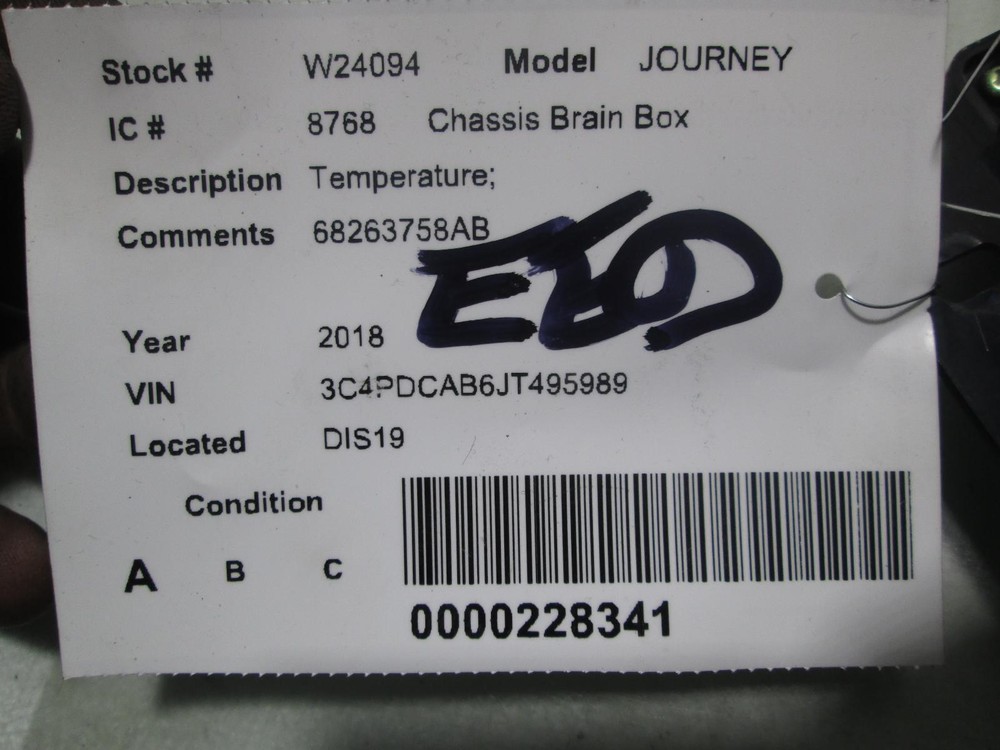 Stock # W24094 Model JOURNEY
IC # 8768 Chassis Brain Box
Description Temperature;
Comments 68263758AB
Year 2018
VIN 3C4PDCAB6JT495989
Located DIS19
Condition
A B C
0000228341